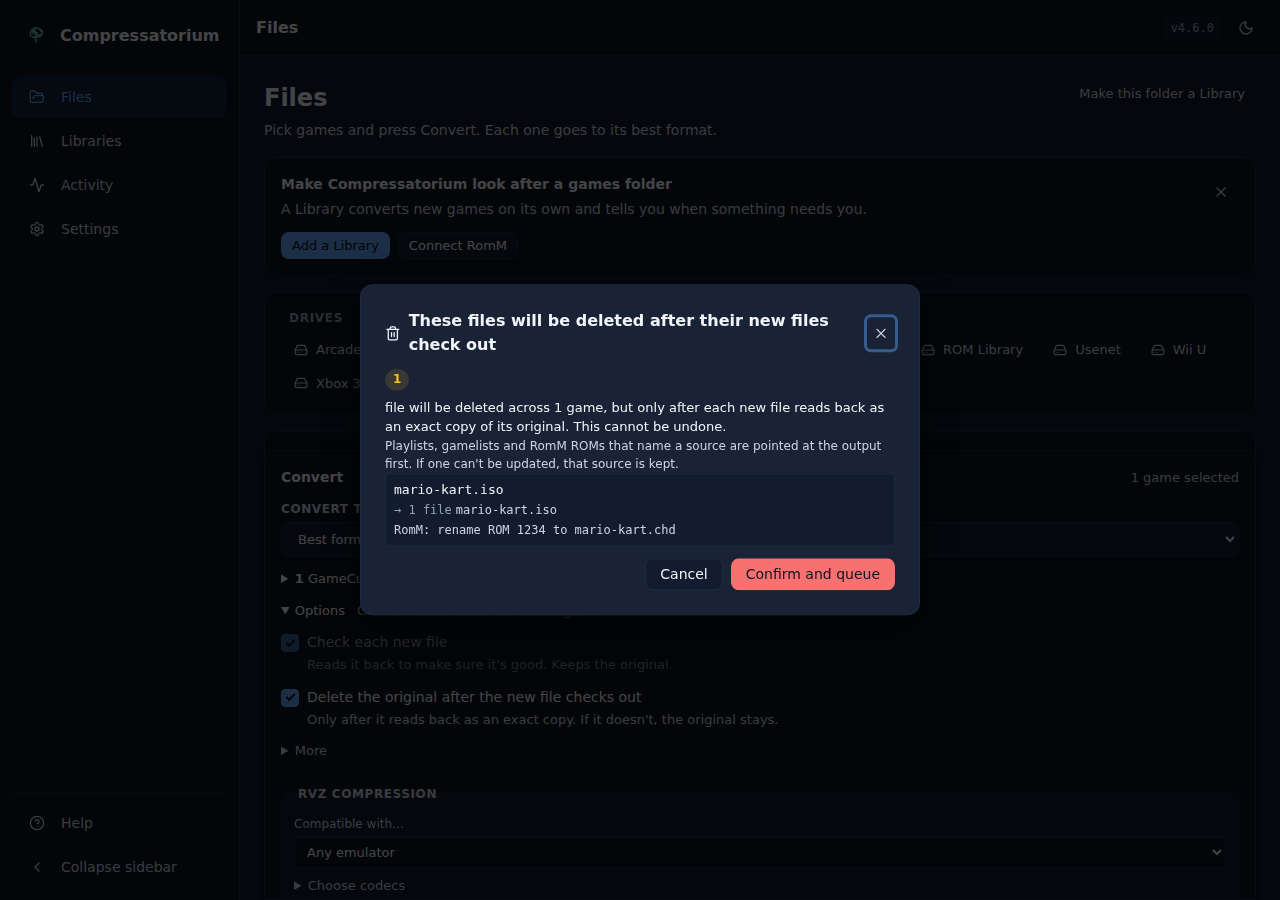 Compressatorium
Files
v4.6.0
Files
Libraries
Activity
Settings
Help
Collapse sidebar
Files
Make this folder a Library
Pick games and press Convert. Each one goes to its best format.
Make Compressatorium look after a games folder
A Library converts new games on its own and tells you when something needs you.
Add a Library
Connect RomM
DRIVES
Arcade
ROM Library
Usenet
Wii U
Xbox 3
Convert
1 game selected
CONVERT T
Best form
1 GameCu
Options
These files will be deleted after their new files
check out
1
file will be deleted across 1 game, but only after each new file reads back as
an exact copy of its original. This cannot be undone.
Playlists, gamelists and RomM ROMs that name a source are pointed at the output
first. If one can't be updated, that source is kept.
mario-kart.iso
→ 1 file mario-kart.iso
RomM: rename ROM 1234 to mario-kart.chd
Cancel
Confirm and queue
Check each new file
Reads it back to make sure it's good. Keeps the original.
Delete the original after the new file checks out
Only after it reads back as an exact copy. If it doesn't, the original stays.
More
RVZ COMPRESSION
Compatible with...
Any emulator
Choose codecs